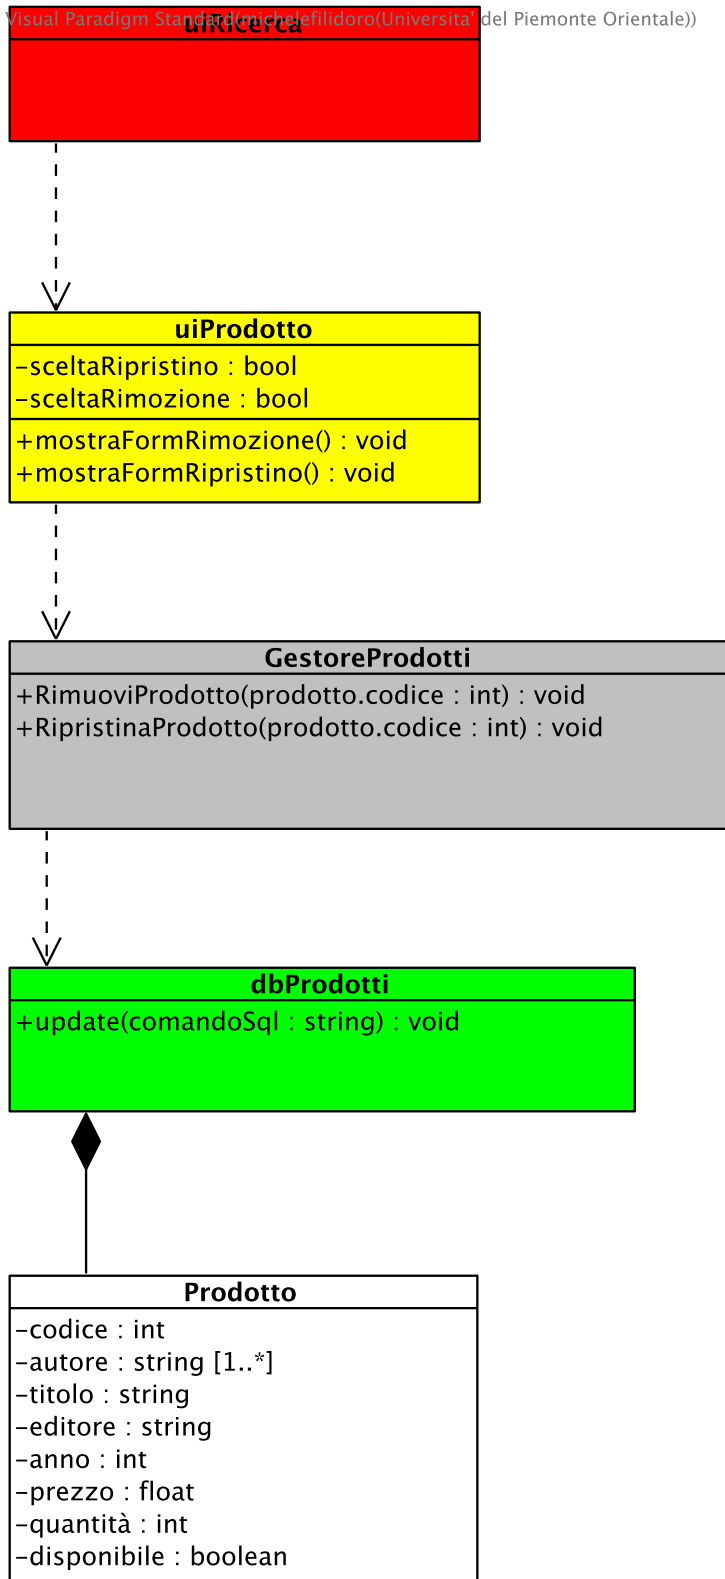 Visual Paradigm Standard(michelefilidoro(Universita' del Piemonte Orientale))
uiRicerca
uiProdotto
-sceltaRipristino : bool
-sceltaRimozione : bool
+mostraFormRimozione() : void
+mostraFormRipristino() : void
GestoreProdotti
+RimuoviProdotto(prodotto.codice : int) : void
+RipristinaProdotto(prodotto.codice : int) : void
dbProdotti
+update(comandoSql : string) : void
Prodotto
-codice : int
-autore : string [1..*]
-titolo : string
-editore : string
-anno : int
-prezzo : float
-quantità : int
-disponibile : boolean